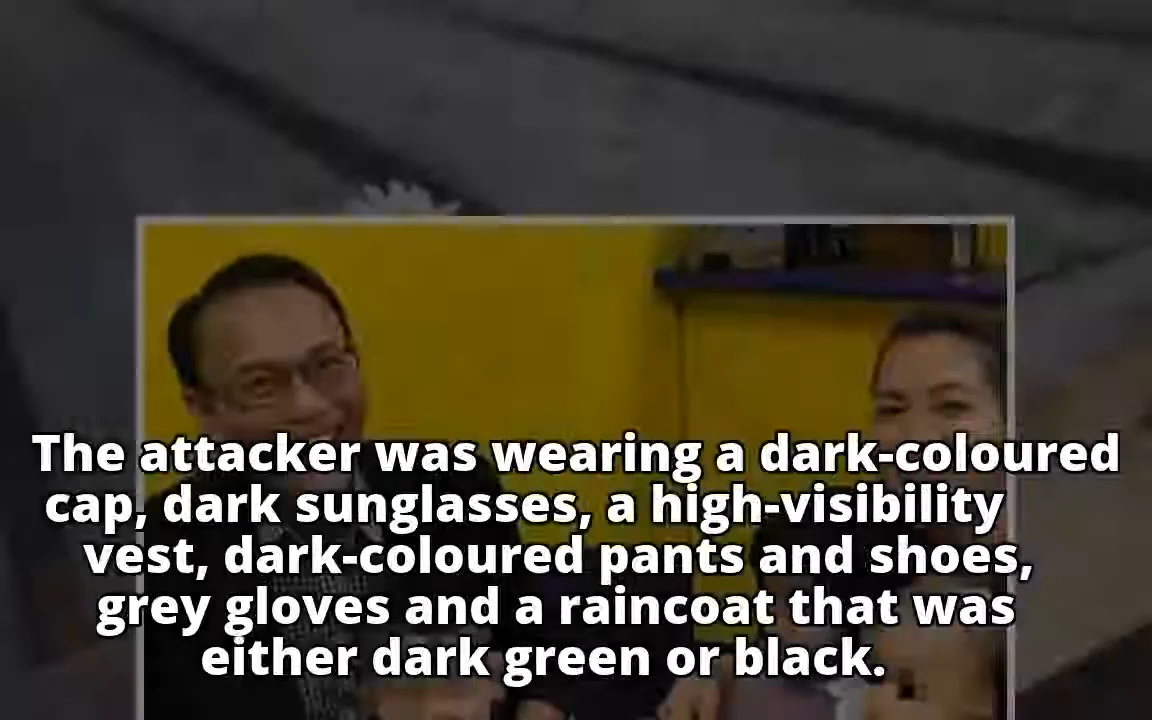 The attacker was wearing a dark-coloured
cap, dark sunglasses, a high-visibility
vest, dark-coloured pants and shoes,
grey gloves and a raincoat that was
either dark green or black.